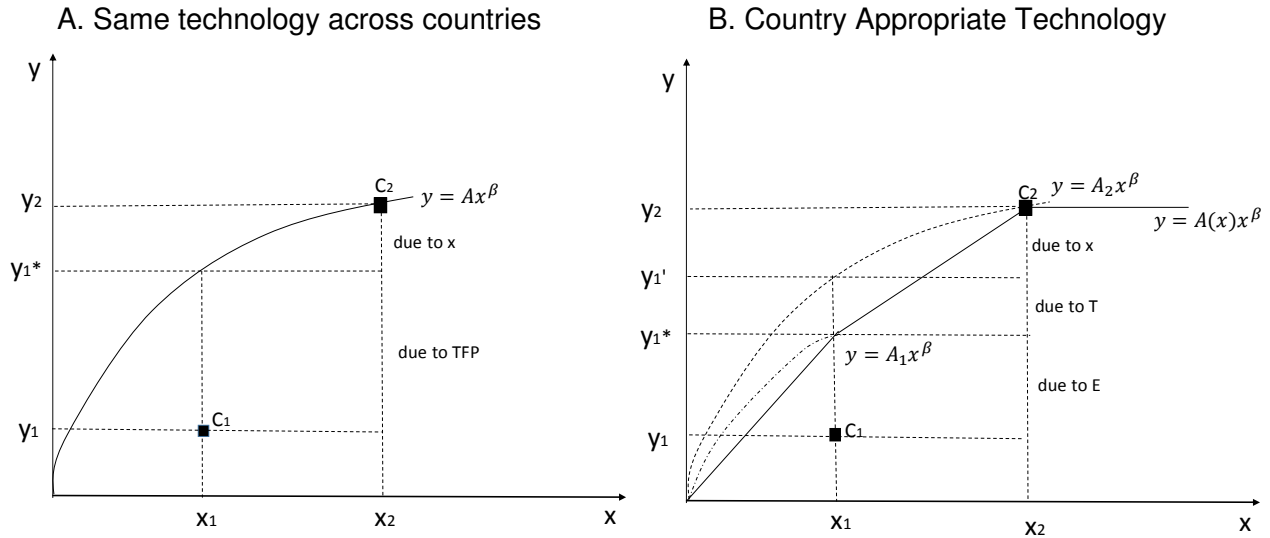 A. Same technology across countries
y
y₂
y₁*
y₁
C₂
y = Ax^β
due to x
due to TFP
C₁
x₁
x₂
x
B. Country Appropriate Technology
y
y₂
y₁'
y₁*
y₁
C₂
y = A₂x^β
y = A(x)x^β
due to x
due to T
y = A₁x^β
due to E
C₁
x₁
x₂
x